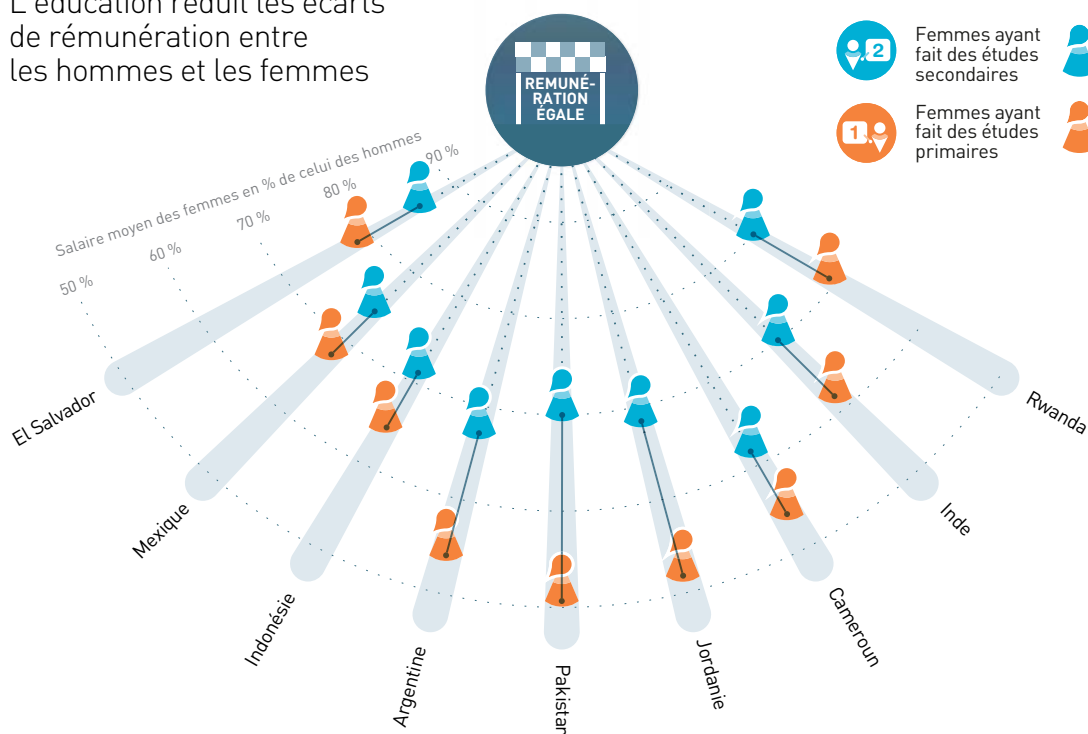 L'éducation réduit les écarts
de rémunération entre
les hommes et les femmes
REMUNÉ-
RATION
ÉGALE
2
Femmes ayant
fait des études
secondaires
1
Femmes ayant
fait des études
primaires
Salaire moyen des femmes en % de celui des hommes
50 %
60 %
70 %
80 %
90 %
El Salvador
Mexique
Indonésie
Argentine
Pakistan
Jordanie
Cameroun
Inde
Rwanda